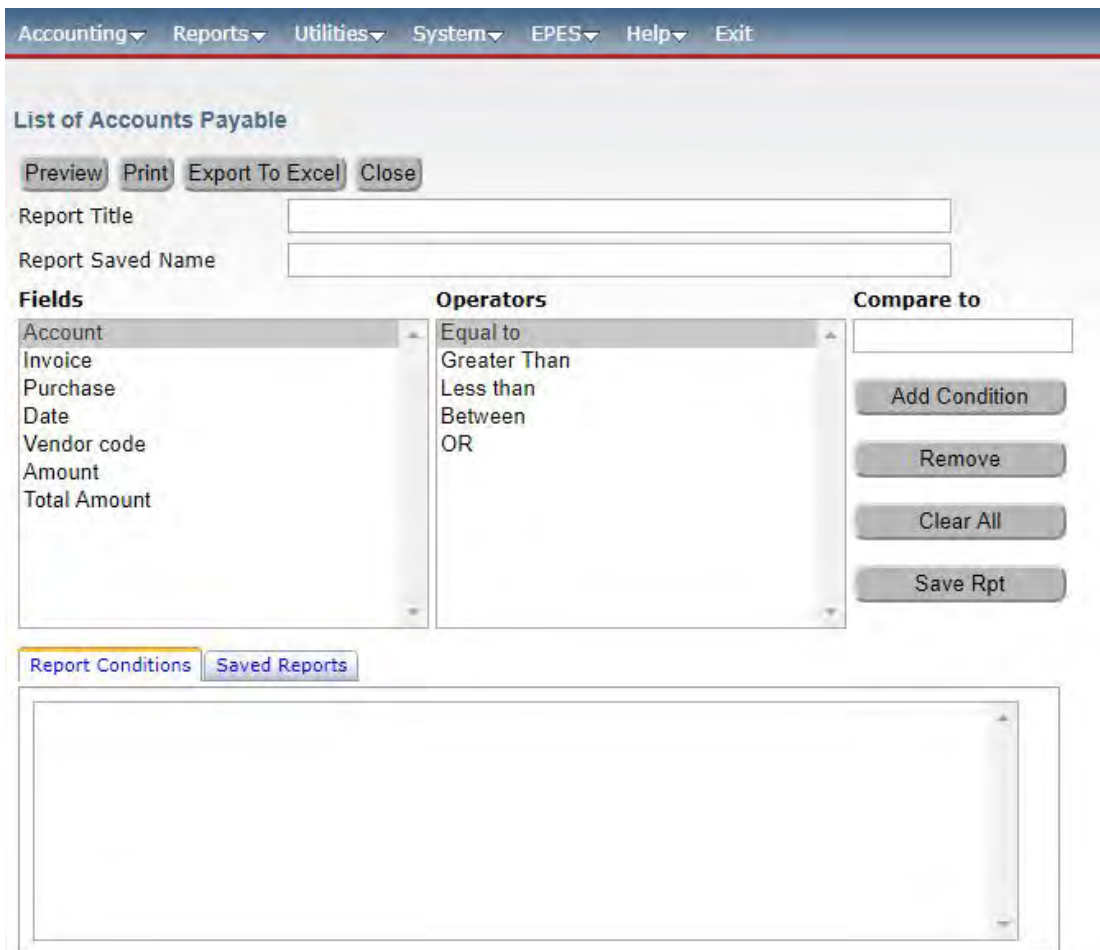 Accounting Reports Utilities System EPES Help Exit
List of Accounts Payable
Preview Print Export To Excel Close
Report Title
Report Saved Name
Fields Operators Compare to
Account
Invoice
Purchase
Date
Vendor code
Amount
Total Amount
Equal to
Greater Than
Less than
Between
OR
Add Condition
Remove
Clear All
Save Rpt
Report Conditions Saved Reports